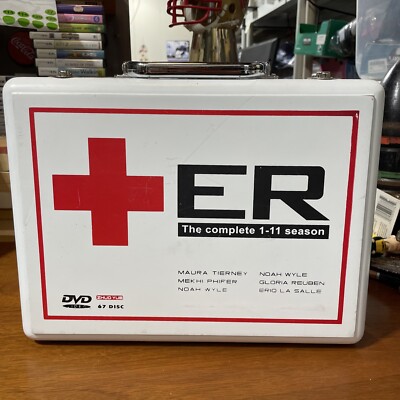 ER
The complete 1-11 season
MAURA TIERNEY NOAH WYLE
MEKHI PHIFER GLORIA REUBEN
NOAH WYLE ERIQ LA SALLE
DVD
67 DISC